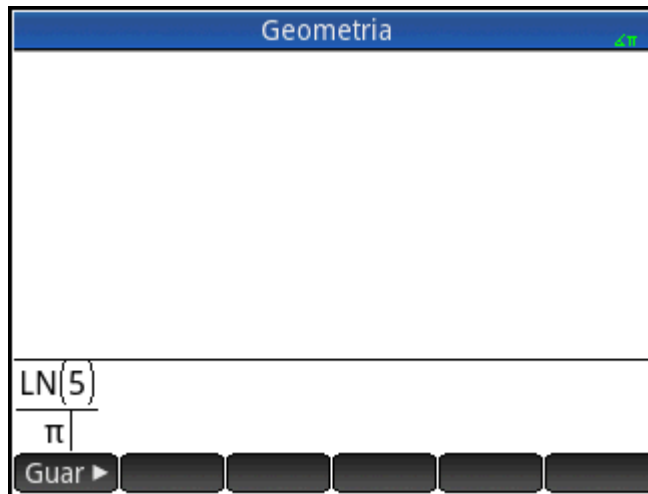 Geometria
∡π
LN(5)
π
Guar ►